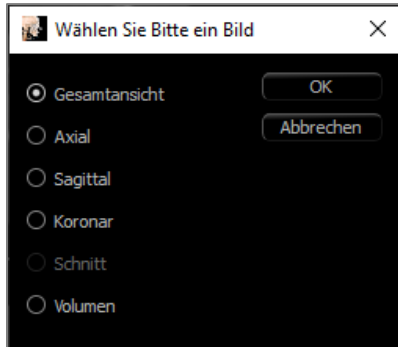 Wählen Sie Bitte ein Bild
Gesamtansicht
OK
Axial
Abbrechen
Sagittal
Koronar
Schnitt
Volumen